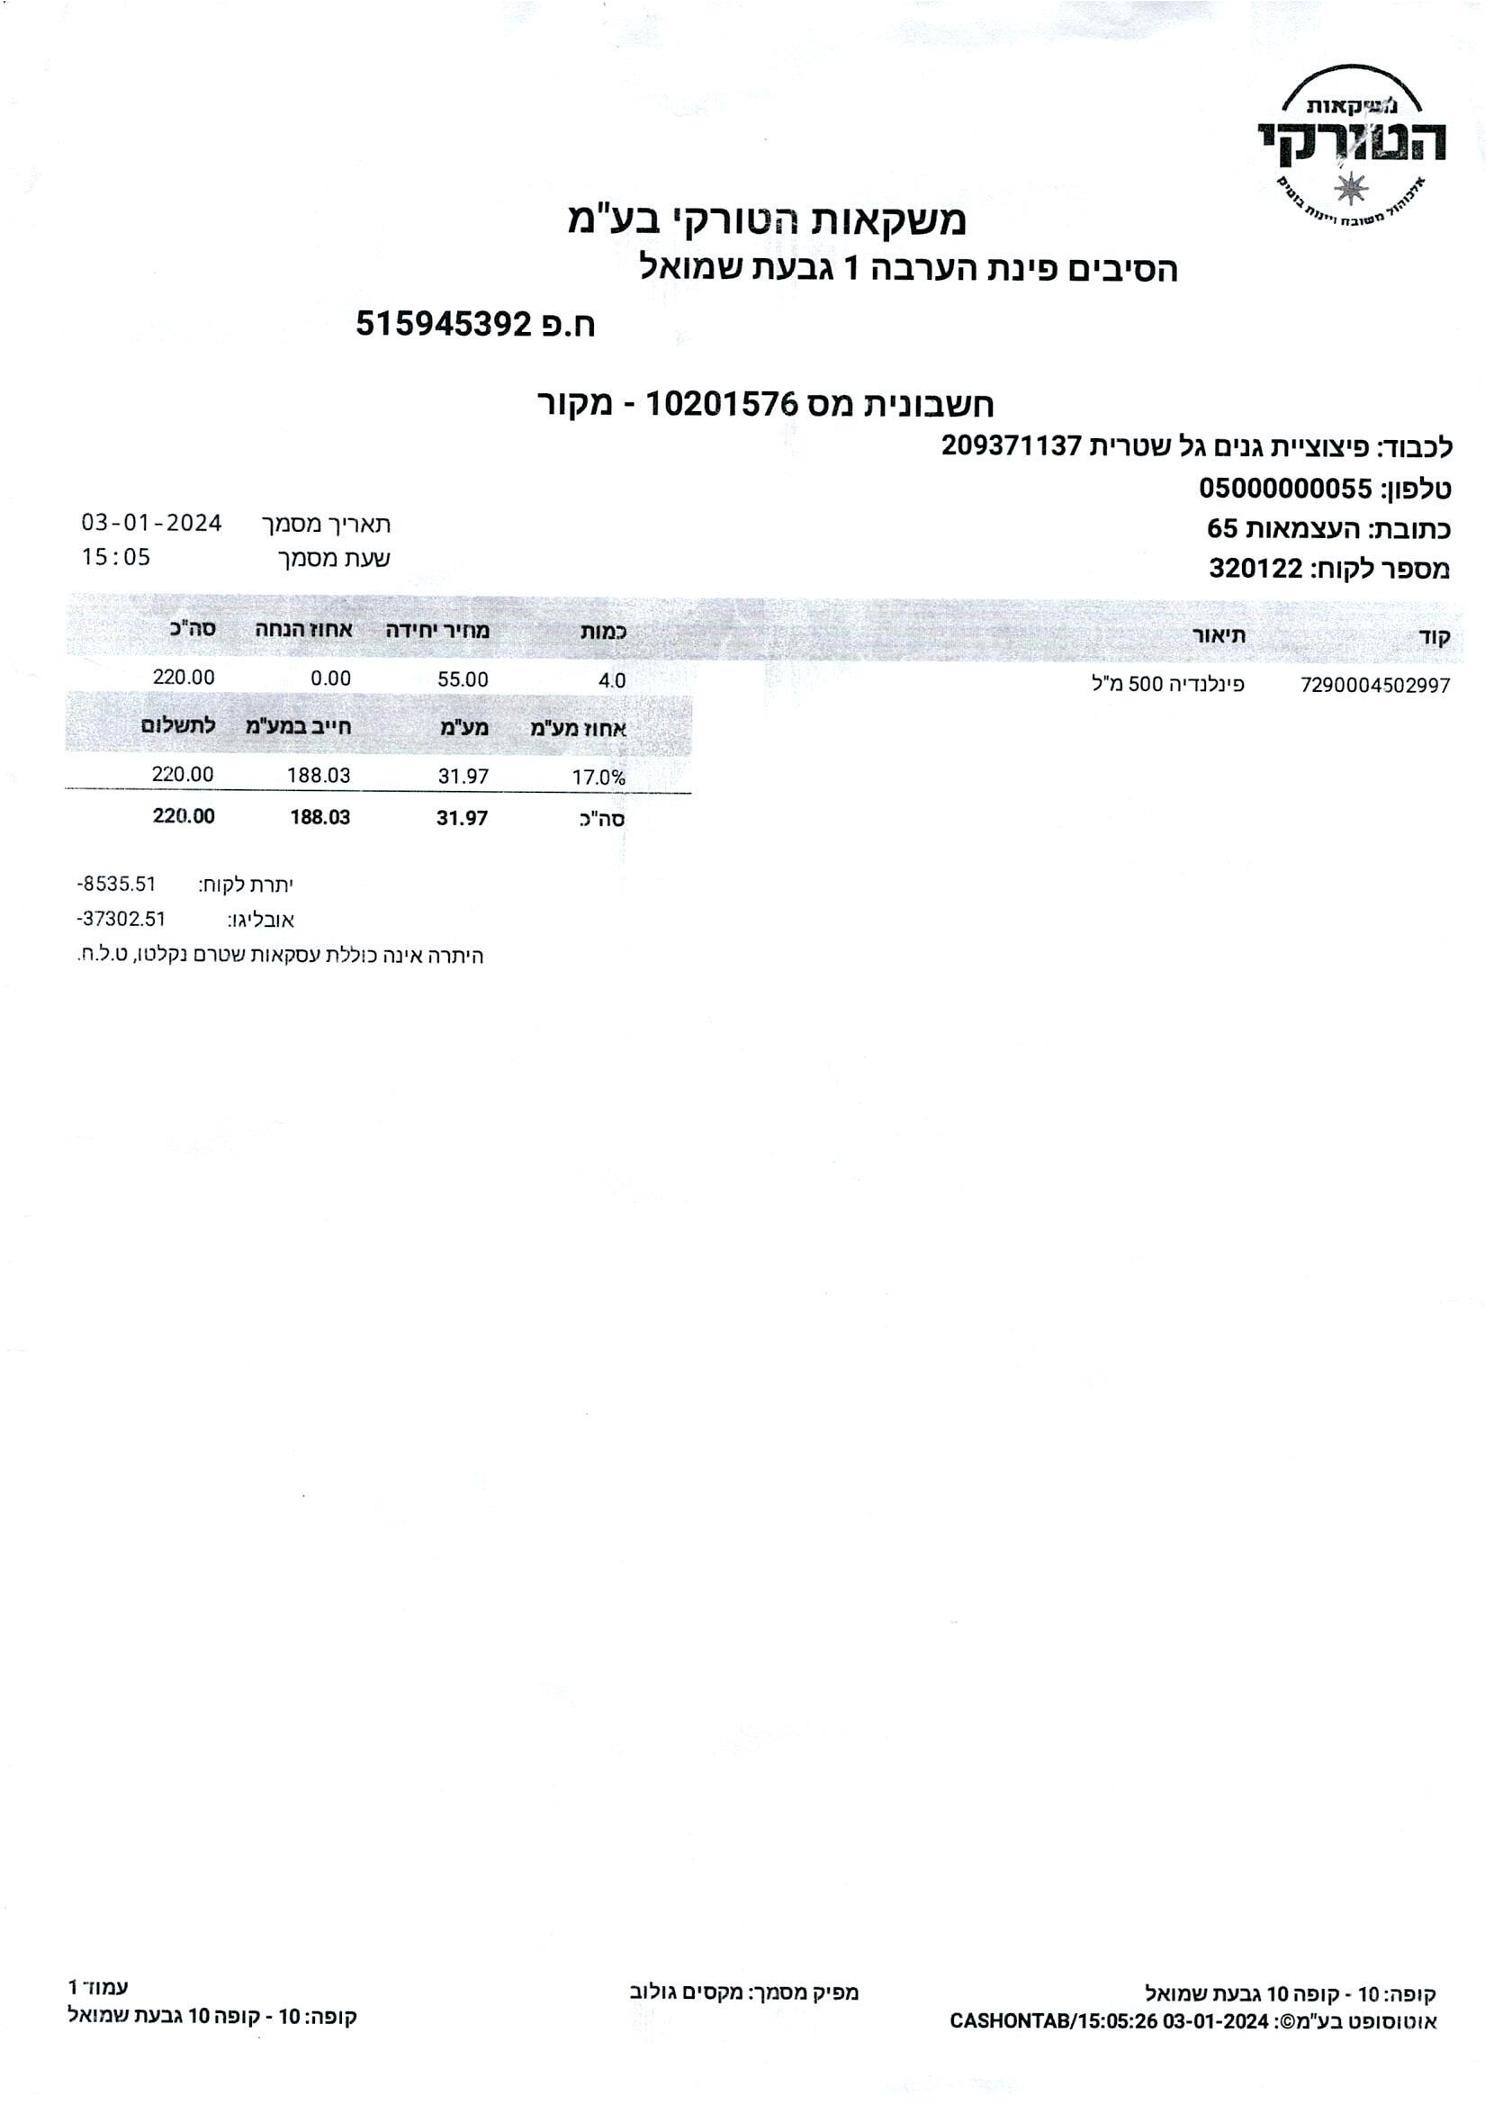 משקאות
הטורקי
אלכוהול משובח ויינות בוטיק
משקאות הטורקי בע"מ
הסיבים פינת הערבה 1 גבעת שמואל
ח.פ 515945392
חשבונית מס 10201576 - מקור
לכבוד: פיצוציית גנים גל שטרית 209371137
טלפון: 05000000055
כתובת: העצמאות 65
מספר לקוח: 320122
תאריך מסמך 03-01-2024
שעת מסמך 15:05
קוד תיאור כמות מחיר יחידה אחוז הנחה סה"כ
7290004502997 פינלנדיה 500 מ"ל 4.0 55.00 0.00 220.00
אחוז מע"מ מע"מ חייב במע"מ לתשלום
17.0% 31.97 188.03 220.00
סה"כ 31.97 188.03 220.00
יתרת לקוח: -8535.51
אובליגו: -37302.51
היתרה אינה כוללת עסקאות שטרם נקלטו, ט.ל.ח.
קופה: 10 - קופה 10 גבעת שמואל
אוטוסופט בע"מ©: CASHONTAB/15:05:26 03-01-2024
מפיק מסמך: מקסים גולוב
עמוד 1
קופה: 10 - קופה 10 גבעת שמואל